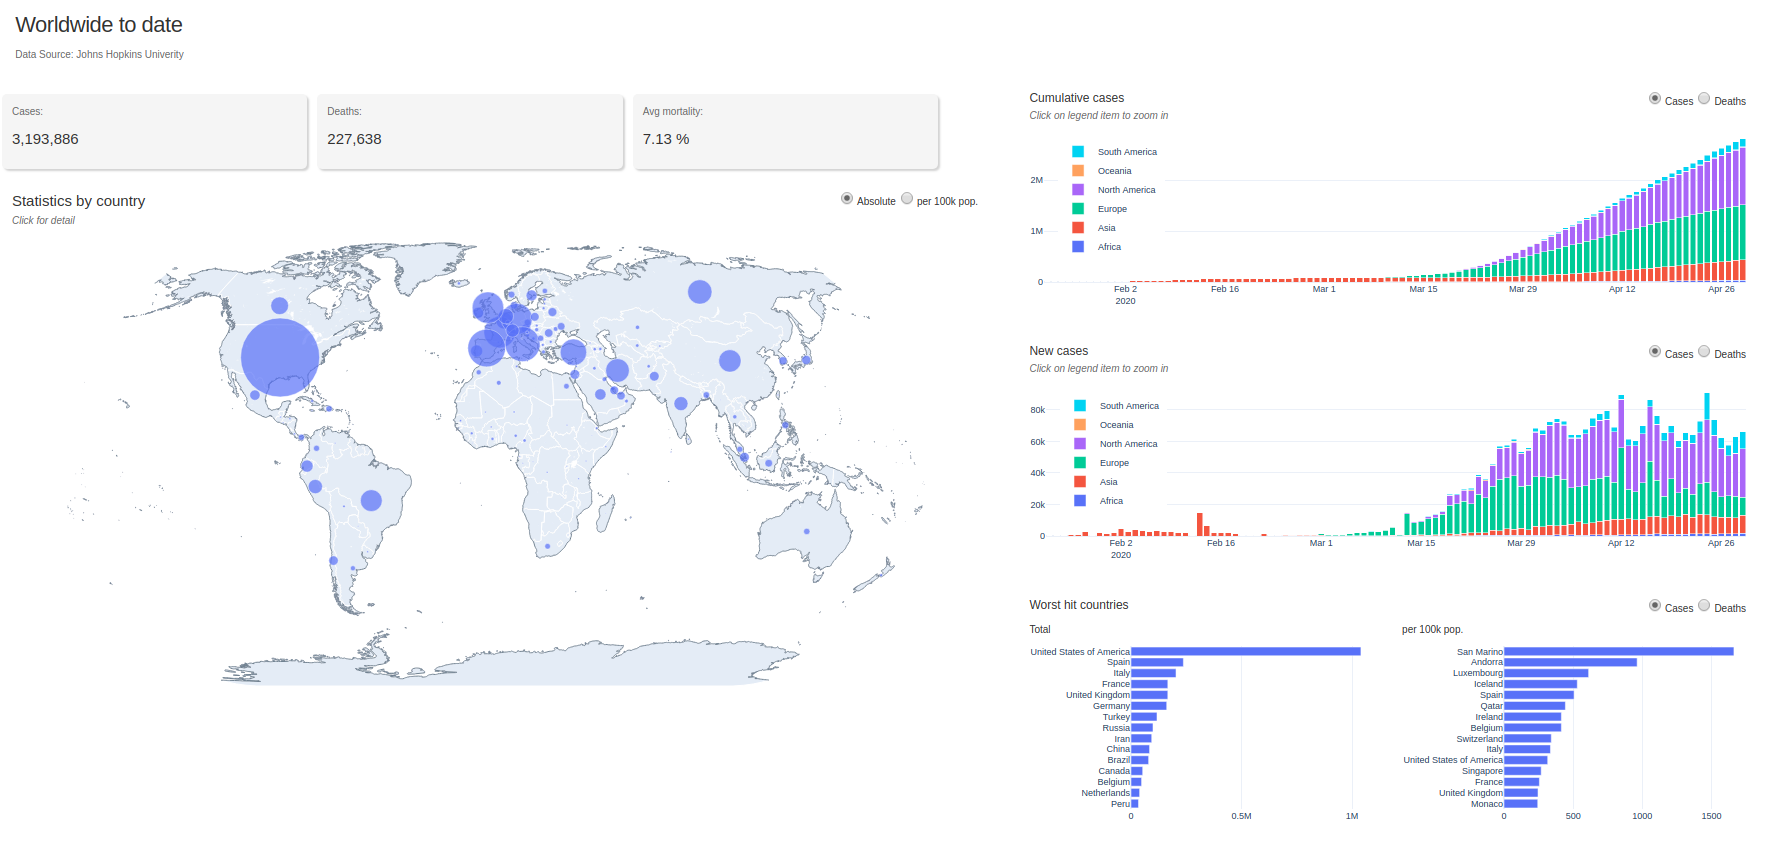 Worldwide to date
Data Source: Johns Hopkins Univerity
Cases:
3,193,886
Deaths:
227,638
Avg mortality:
7.13 %
Statistics by country
Click for detail
Absolute
per 100k pop.
Cumulative cases
Click on legend item to zoom in
Cases
Deaths
South America
Oceania
North America
Europe
Asia
Africa
2M
1M
0
Feb 2
2020
Feb 16
Mar 1
Mar 15
Mar 29
Apr 12
Apr 26
New cases
Click on legend item to zoom in
Cases
Deaths
South America
Oceania
North America
Europe
Asia
Africa
80k
60k
40k
20k
0
Feb 2
2020
Feb 16
Mar 1
Mar 15
Mar 29
Apr 12
Apr 26
Worst hit countries
Cases
Deaths
Total
United States of America
Spain
Italy
France
United Kingdom
Germany
Turkey
Russia
Iran
China
Brazil
Canada
Belgium
Netherlands
Peru
0
0.5M
1M
per 100k pop.
San Marino
Andorra
Luxembourg
Iceland
Spain
Qatar
Ireland
Belgium
Switzerland
Italy
United States of America
Singapore
France
United Kingdom
Monaco
0
500
1000
1500